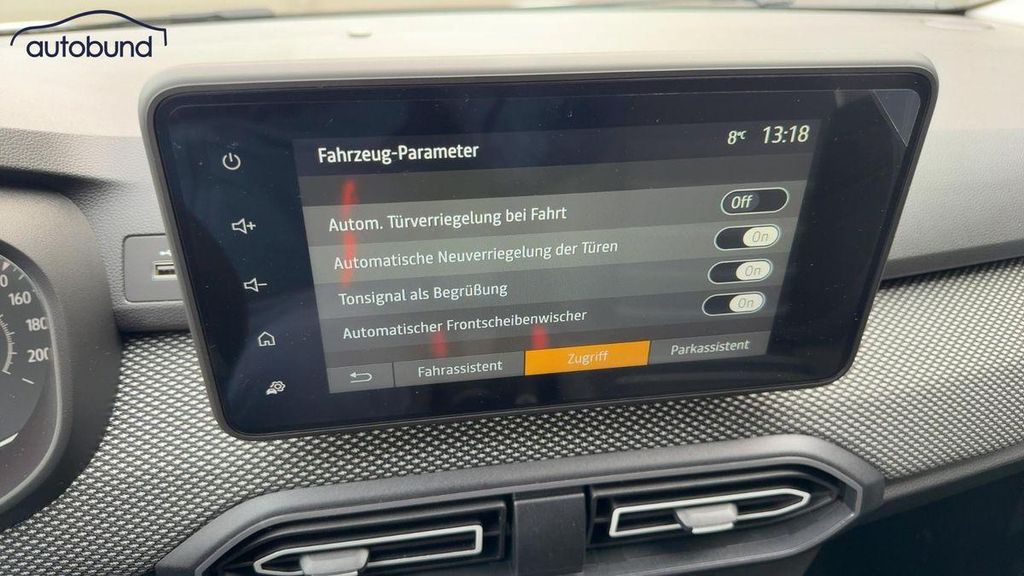 autobund
8°C 13:18
Fahrzeug-Parameter
Autom. Türverriegelung bei Fahrt Off
Automatische Neuverriegelung der Türen On
Tonsignal als Begrüßung On
Automatischer Frontscheibenwischer On
Fahrassistent Zugriff Parkassistent
160
180
200